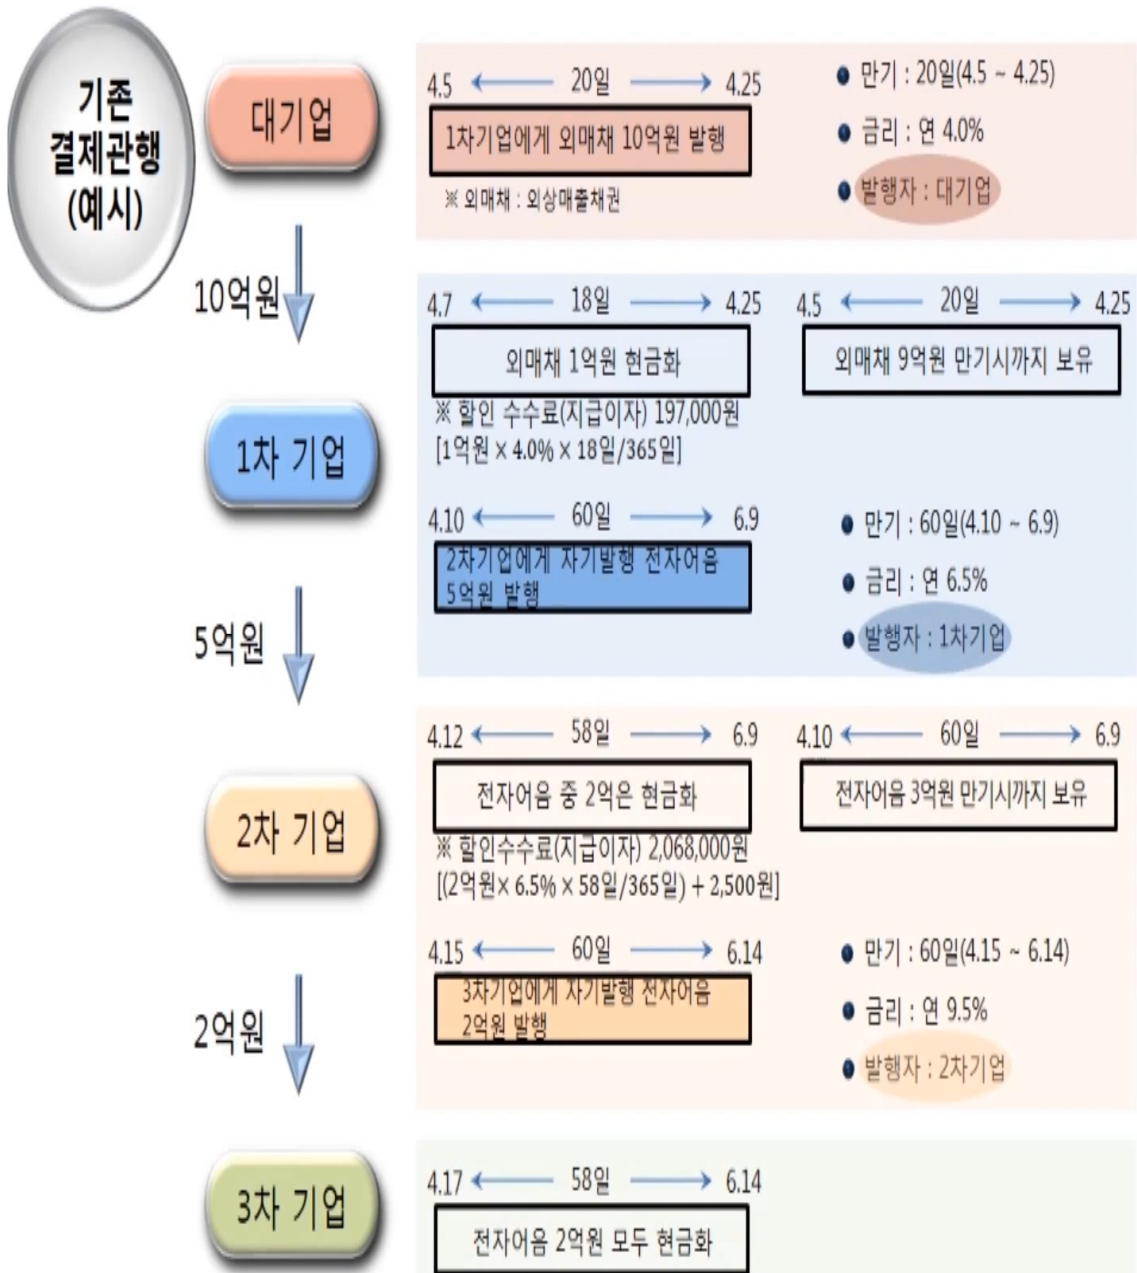 기존
결제관행
(예시)
대기업
4.5 20일 4.25
1차기업에게 외매채 10억원 발행
※ 외매채 : 외상매출채권
만기 : 20일(4.5 ~ 4.25)
금리 : 연 4.0%
발행자 : 대기업
10억원
1차 기업
4.7 18일 4.25
외매채 1억원 현금화
※ 할인 수수료(지급이자) 197,000원
[1억원 × 4.0% × 18일/365일]
4.5 20일 4.25
외매채 9억원 만기시까지 보유
4.10 60일 6.9
2차기업에게 자기발행 전자어음
5억원 발행
만기 : 60일(4.10 ~ 6.9)
금리 : 연 6.5%
발행자 : 1차기업
5억원
2차 기업
4.12 58일 6.9
전자어음 중 2억은 현금화
※ 할인수수료(지급이자) 2,068,000원
[(2억원× 6.5% × 58일/365일) + 2,500원]
4.10 60일 6.9
전자어음 3억원 만기시까지 보유
4.15 60일 6.14
3차기업에게 자기발행 전자어음
2억원 발행
만기 : 60일(4.15 ~ 6.14)
금리 : 연 9.5%
발행자 : 2차기업
2억원
3차 기업
4.17 58일 6.14
전자어음 2억원 모두 현금화